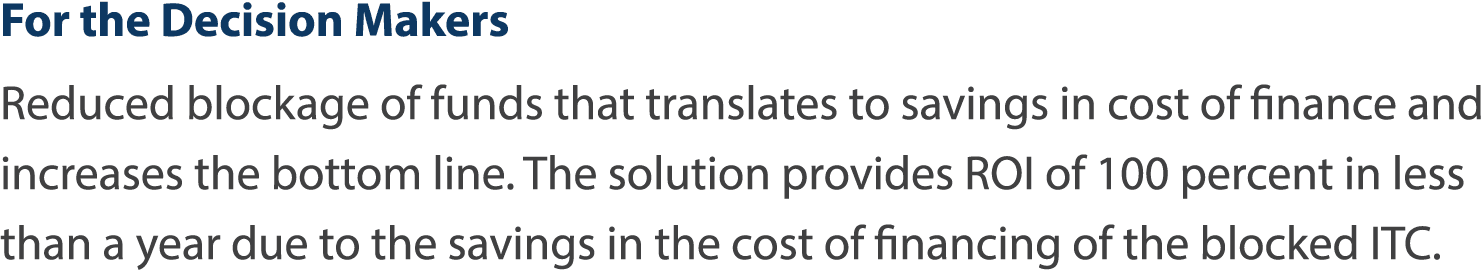 For the Decision Makers
Reduced blockage of funds that translates to savings in cost of finance and
increases the bottom line. The solution provides ROI of 100 percent in less
than a year due to the savings in the cost of financing of the blocked ITC.